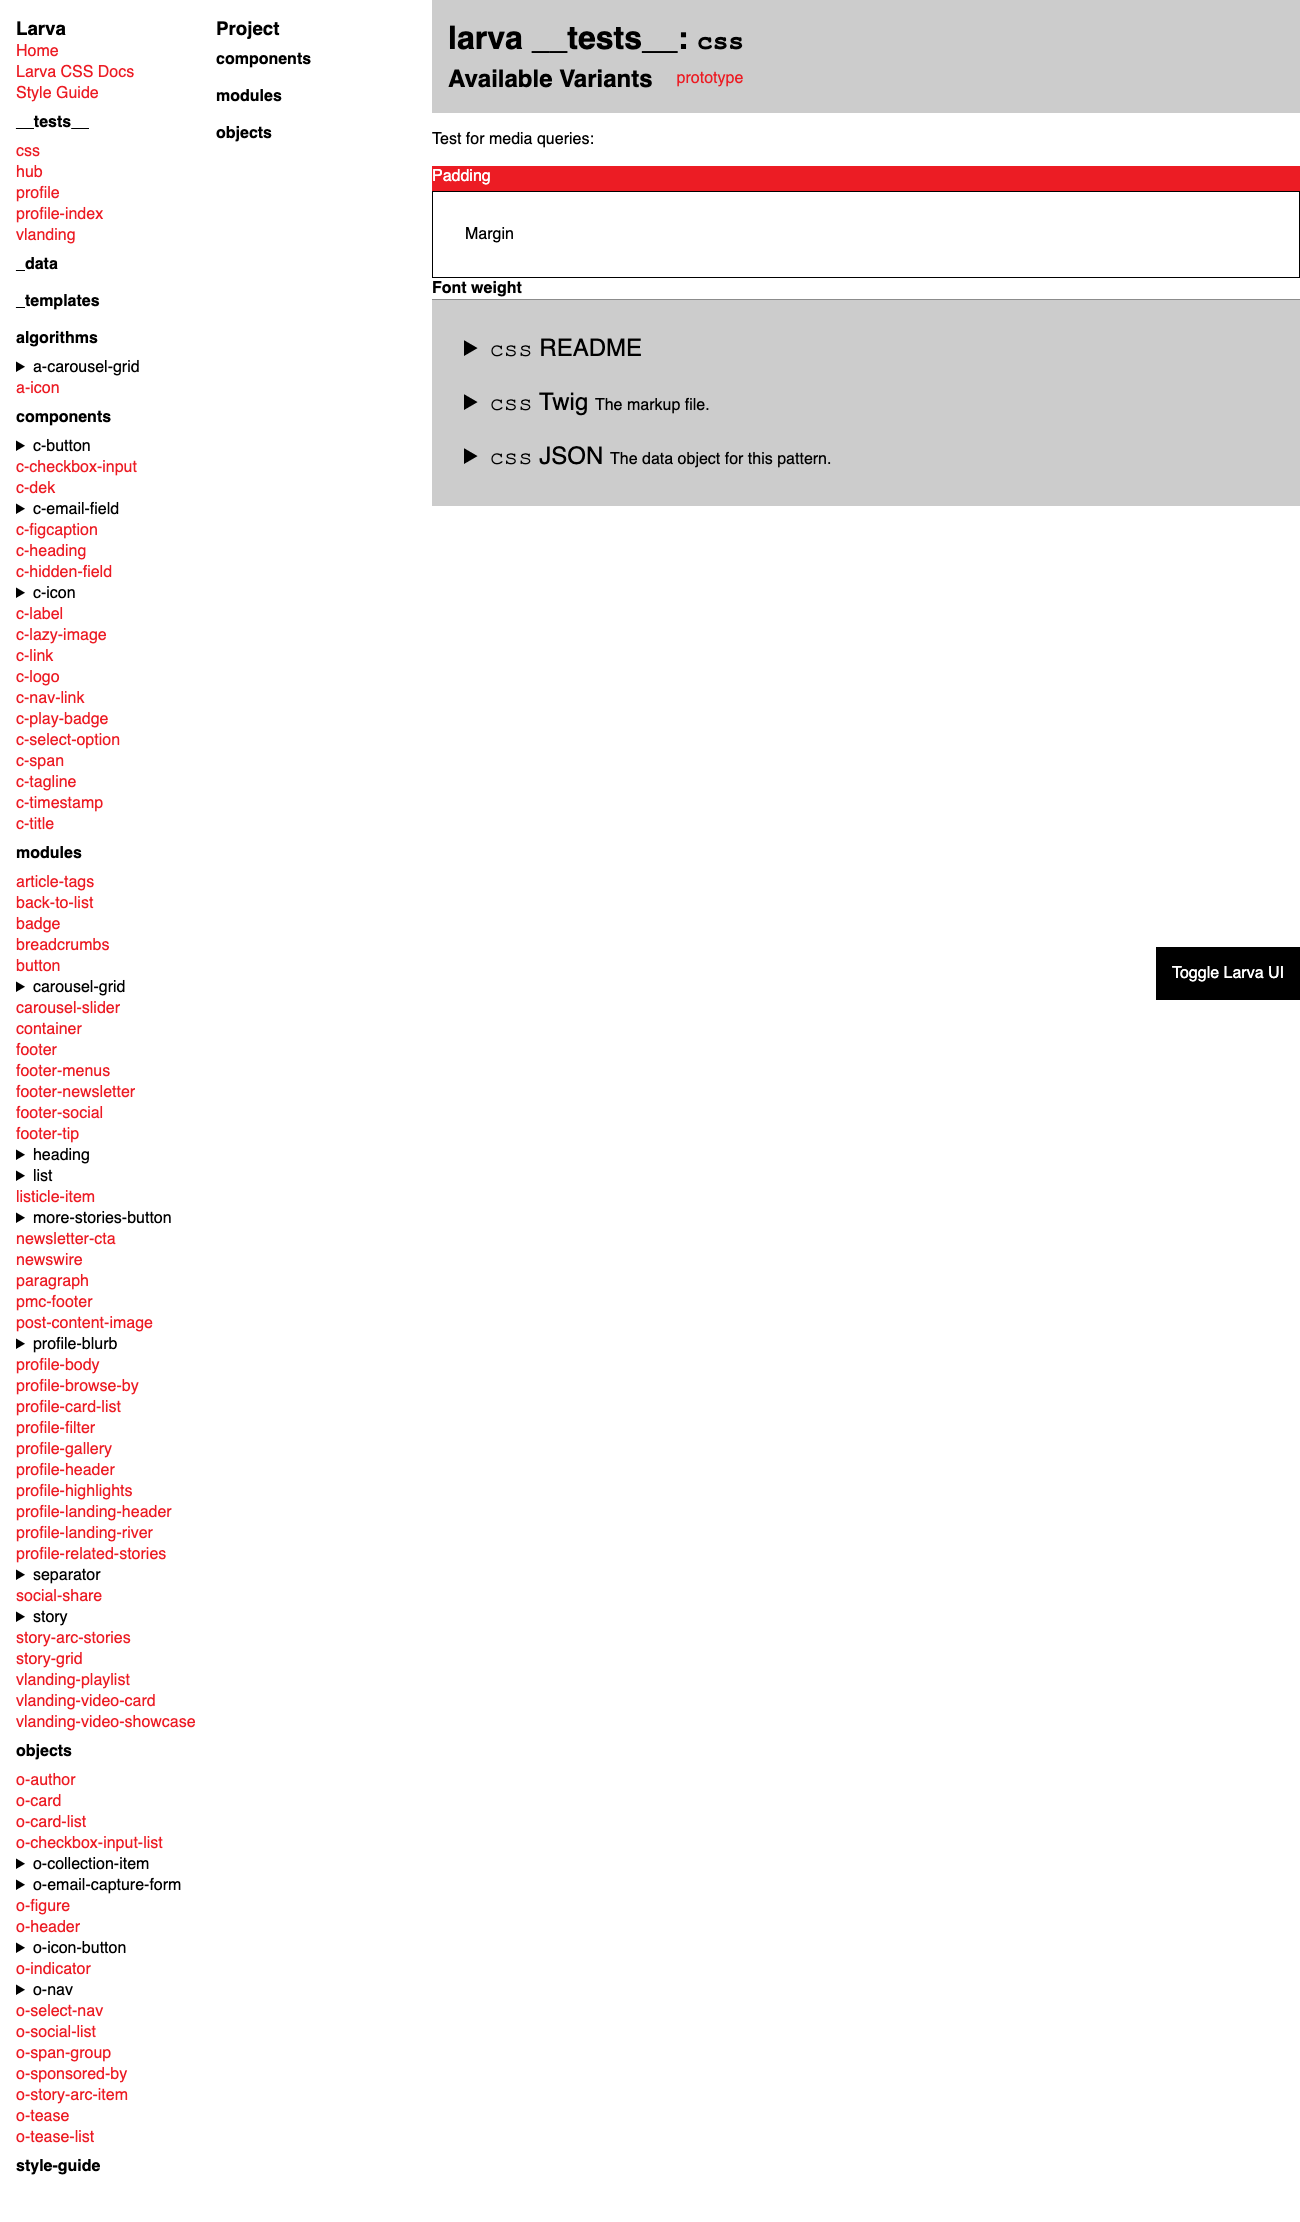 Larva
Home
Larva CSS Docs
Style Guide
__tests__
css
hub
profile
profile-index
vlanding
_data
_templates
algorithms
a-carousel-grid
a-icon
components
c-button
c-checkbox-input
c-dek
c-email-field
c-figcaption
c-heading
c-hidden-field
c-icon
c-label
c-lazy-image
c-link
c-logo
c-nav-link
c-play-badge
c-select-option
c-span
c-tagline
c-timestamp
c-title
modules
article-tags
back-to-list
badge
breadcrumbs
button
carousel-grid
carousel-slider
container
footer
footer-menus
footer-newsletter
footer-social
footer-tip
heading
list
listicle-item
more-stories-button
newsletter-cta
newswire
paragraph
pmc-footer
post-content-image
profile-blurb
profile-body
profile-browse-by
profile-card-list
profile-filter
profile-gallery
profile-header
profile-highlights
profile-landing-header
profile-landing-river
profile-related-stories
separator
social-share
story
story-arc-stories
story-grid
vlanding-playlist
vlanding-video-card
vlanding-video-showcase
objects
o-author
o-card
o-card-list
o-checkbox-input-list
o-collection-item
o-email-capture-form
o-figure
o-header
o-icon-button
o-indicator
o-nav
o-select-nav
o-social-list
o-span-group
o-sponsored-by
o-story-arc-item
o-tease
o-tease-list
style-guide
Project
components
modules
objects
larva __tests__: css
Available Variants prototype
Test for media queries:
Padding
Margin
Font weight
css README
css Twig The markup file.
css JSON The data object for this pattern.
Toggle Larva UI